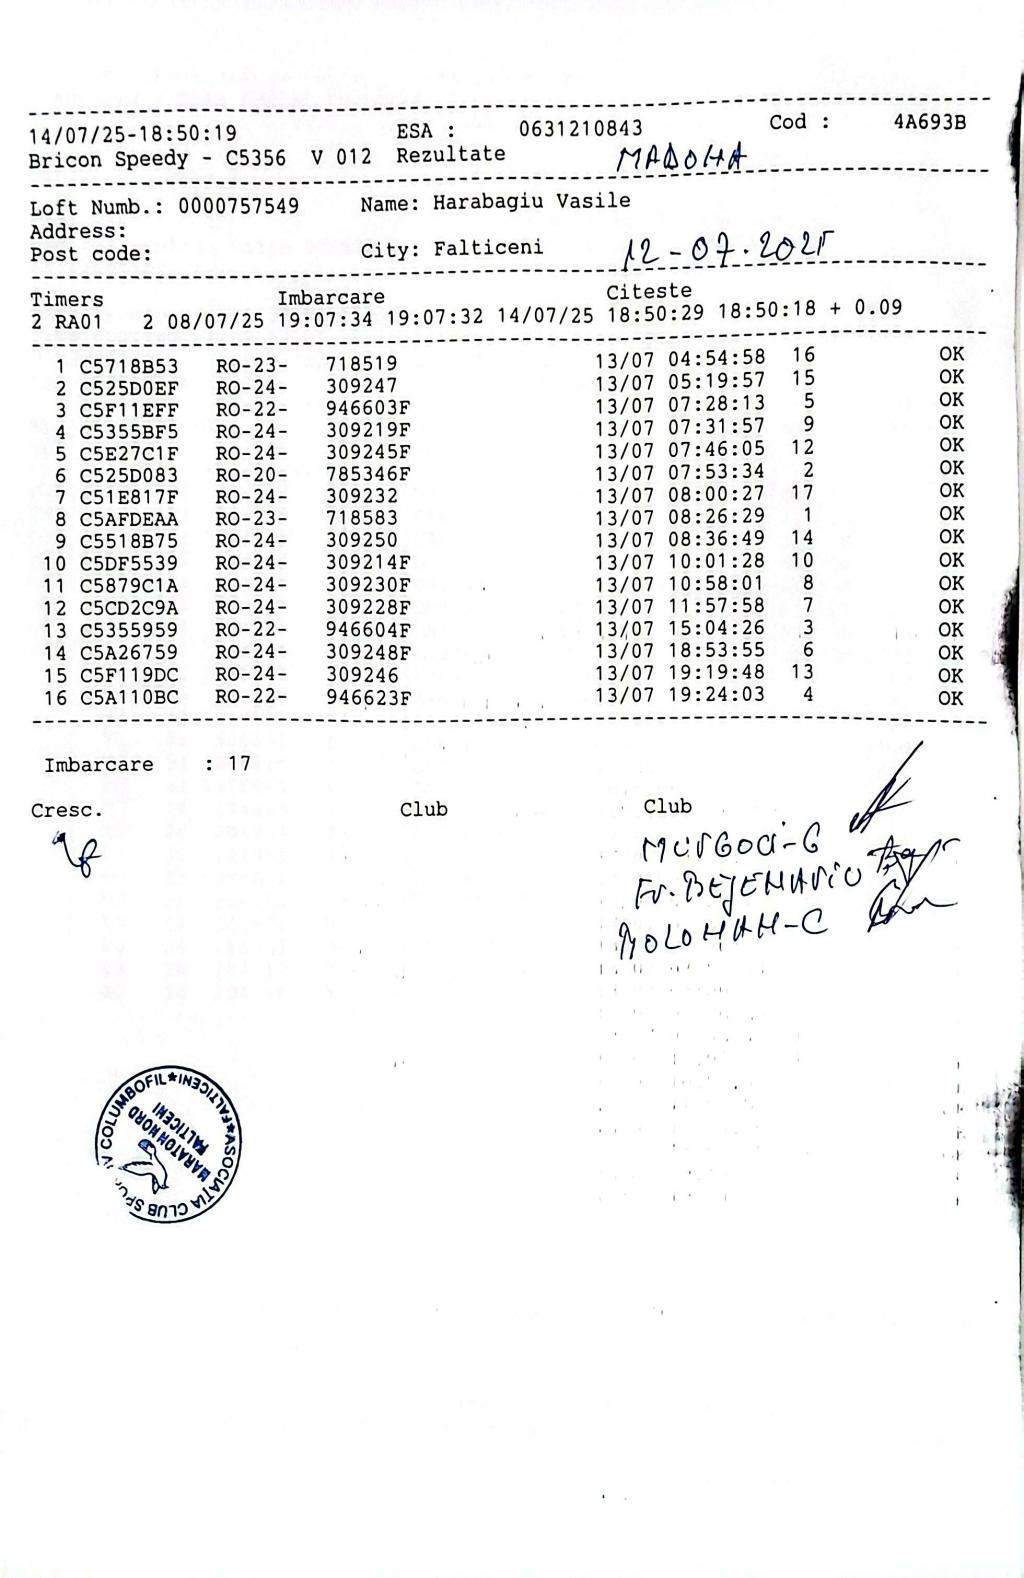 14/07/25-18:50:19 ESA : 0631210843 Cod : 4A693B
Bricon Speedy - C5356 V 012 Rezultate MADOHA
Loft Numb.: 0000757549 Name: Harabagiu Vasile
Address:
Post code: City: Falticeni 12-07.2025
Timers Imbarcare Citeste
2 RA01 2 08/07/25 19:07:34 19:07:32 14/07/25 18:50:29 18:50:18 + 0.09
1 C5718B53 RO-23- 718519 13/07 04:54:58 16 OK
2 C525D0EF RO-24- 309247 13/07 05:19:57 15 OK
3 C5F11EFF RO-22- 946603F 13/07 07:28:13 5 OK
4 C5355BF5 RO-24- 309219F 13/07 07:31:57 9 OK
5 C5E27C1F RO-24- 309245F 13/07 07:46:05 12 OK
6 C525D083 RO-20- 785346F 13/07 07:53:34 2 OK
7 C51E817F RO-24- 309232 13/07 08:00:27 17 OK
8 C5AFDEAA RO-23- 718583 13/07 08:26:29 1 OK
9 C5518B75 RO-24- 309250 13/07 08:36:49 14 OK
10 C5DF5539 RO-24- 309214F 13/07 10:01:28 10 OK
11 C5879C1A RO-24- 309230F 13/07 10:58:01 8 OK
12 C5CD2C9A RO-24- 309228F 13/07 11:57:58 7 OK
13 C5355959 RO-22- 946604F 13/07 15:04:26 3 OK
14 C5A26759 RO-24- 309248F 13/07 18:53:55 6 OK
15 C5F119DC RO-24- 309246 13/07 19:19:48 13 OK
16 C5A110BC RO-22- 946623F 13/07 19:24:03 4 OK
Imbarcare : 17
Cresc. Club Club
MURGOCI-G
BEJENARIU
BOLOHAN-C
ASOCIAȚIA CLUB COLUMBOFIL * FALTICENI *
MARATON NORD
FALTICENI